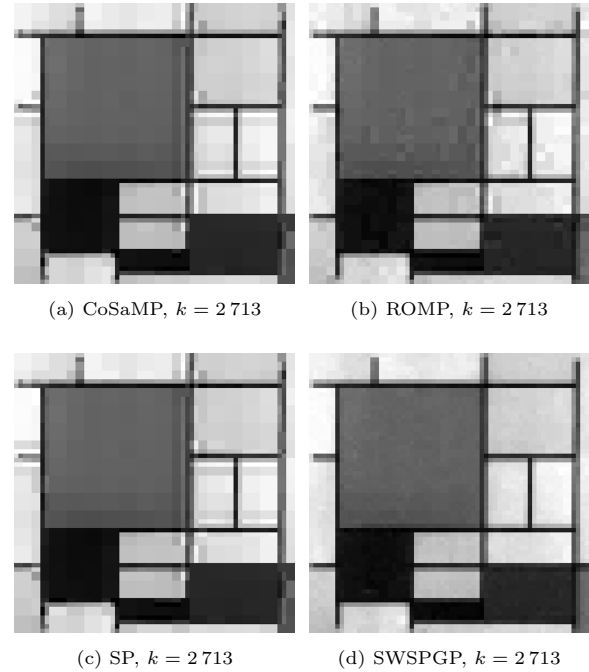 (a) CoSaMP, k = 2 713
(b) ROMP, k = 2 713
(c) SP, k = 2 713
(d) SWSPGP, k = 2 713